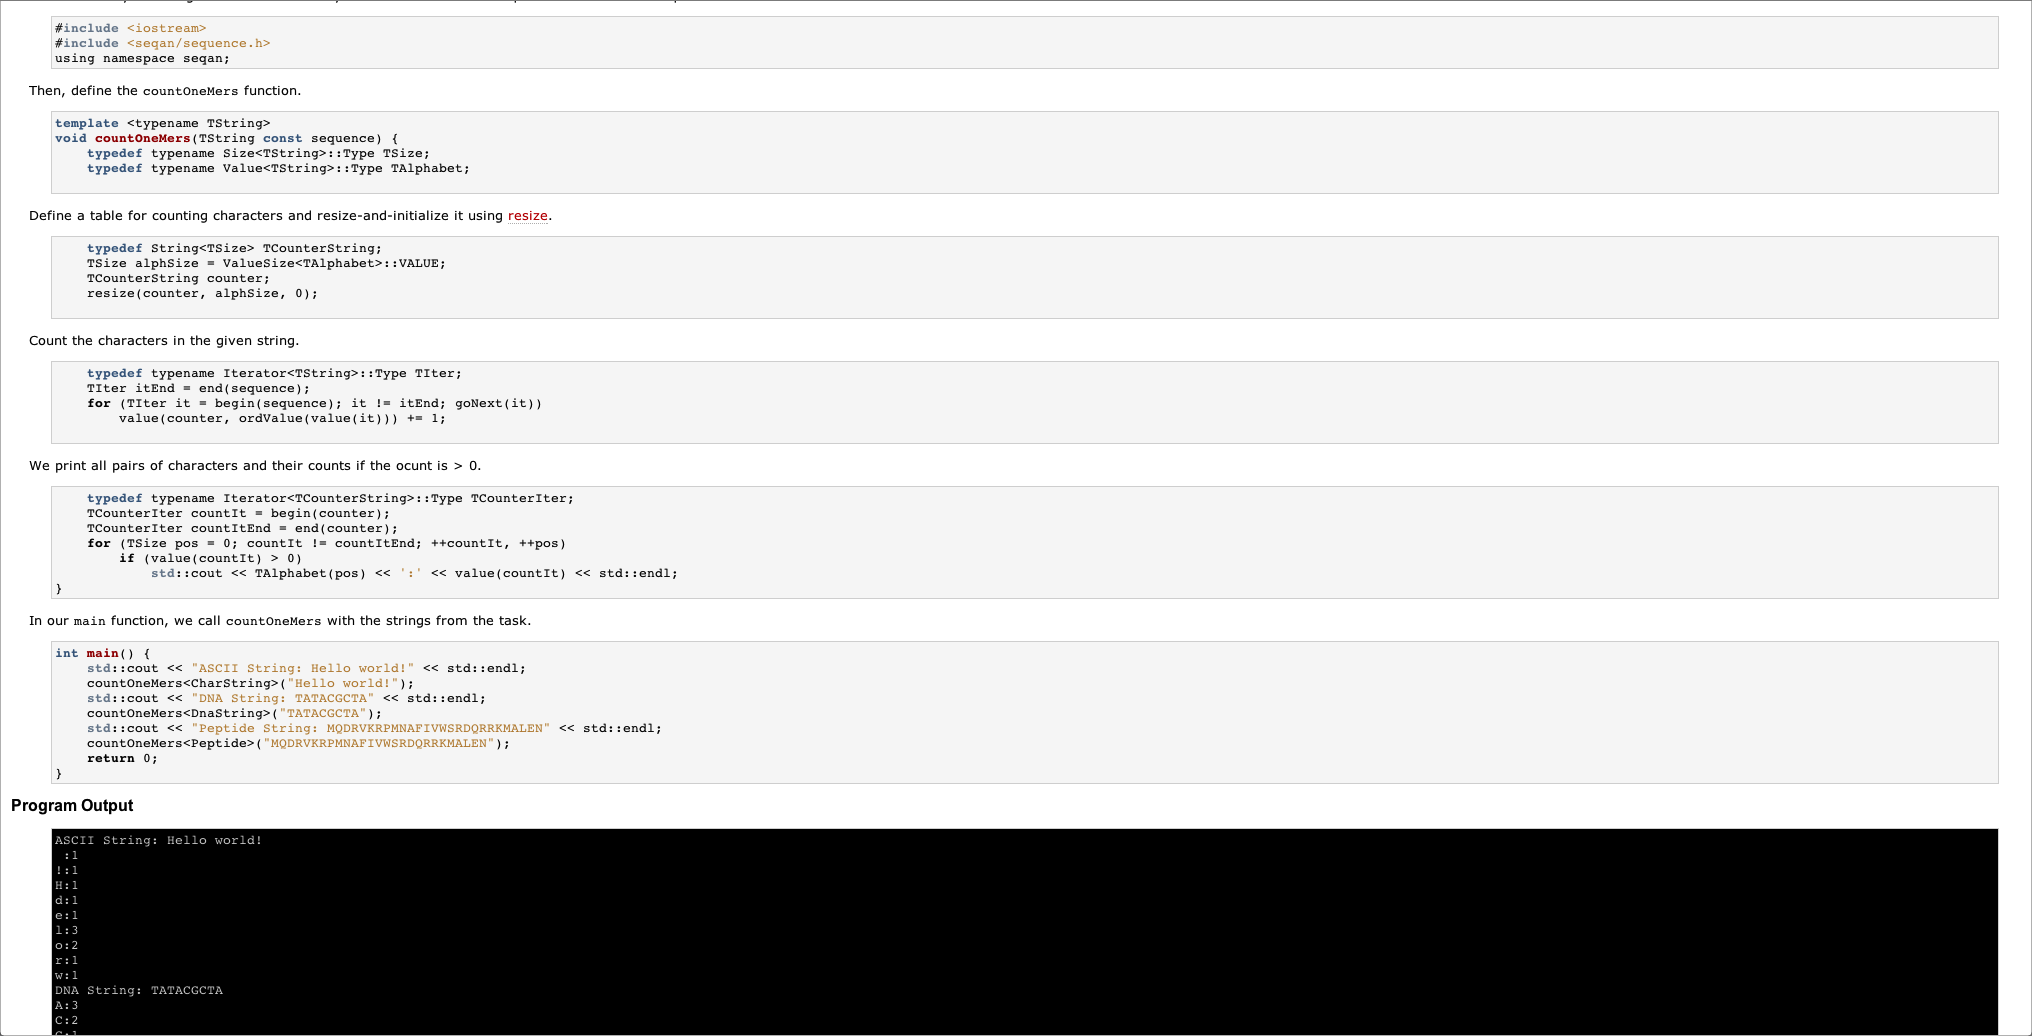 #include <iostream>
#include <seqan/sequence.h>
using namespace seqan;
Then, define the countOneMers function.
template <typename TString>
void countOneMers(TString const sequence) {
    typedef typename Size<TString>::Type TSize;
    typedef typename Value<TString>::Type TAlphabet;
Define a table for counting characters and resize-and-initialize it using resize.
    typedef String<TSize> TCounterString;
    TSize alphSize = ValueSize<TAlphabet>::VALUE;
    TCounterString counter;
    resize(counter, alphSize, 0);
Count the characters in the given string.
    typedef typename Iterator<TString>::Type TIter;
    TIter itEnd = end(sequence);
    for (TIter it = begin(sequence); it != itEnd; goNext(it))
        value(counter, ordValue(value(it))) += 1;
We print all pairs of characters and their counts if the ocunt is > 0.
    typedef typename Iterator<TCounterString>::Type TCounterIter;
    TCounterIter countIt = begin(counter);
    TCounterIter countItEnd = end(counter);
    for (TSize pos = 0; countIt != countItEnd; ++countIt, ++pos)
        if (value(countIt) > 0)
            std::cout << TAlphabet(pos) << ':' << value(countIt) << std::endl;
}
In our main function, we call countOneMers with the strings from the task.
int main() {
    std::cout << "ASCII String: Hello world!" << std::endl;
    countOneMers<CharString>("Hello world!");
    std::cout << "DNA String: TATACGCTA" << std::endl;
    countOneMers<DnaString>("TATACGCTA");
    std::cout << "Peptide String: MQDRVKRPMNAFIVWSRDQRRKMALEN" << std::endl;
    countOneMers<Peptide>("MQDRVKRPMNAFIVWSRDQRRKMALEN");
    return 0;
}
Program Output
ASCII String: Hello world!
 :1
!:1
H:1
d:1
e:1
l:3
o:2
r:1
w:1
DNA String: TATACGCTA
A:3
C:2